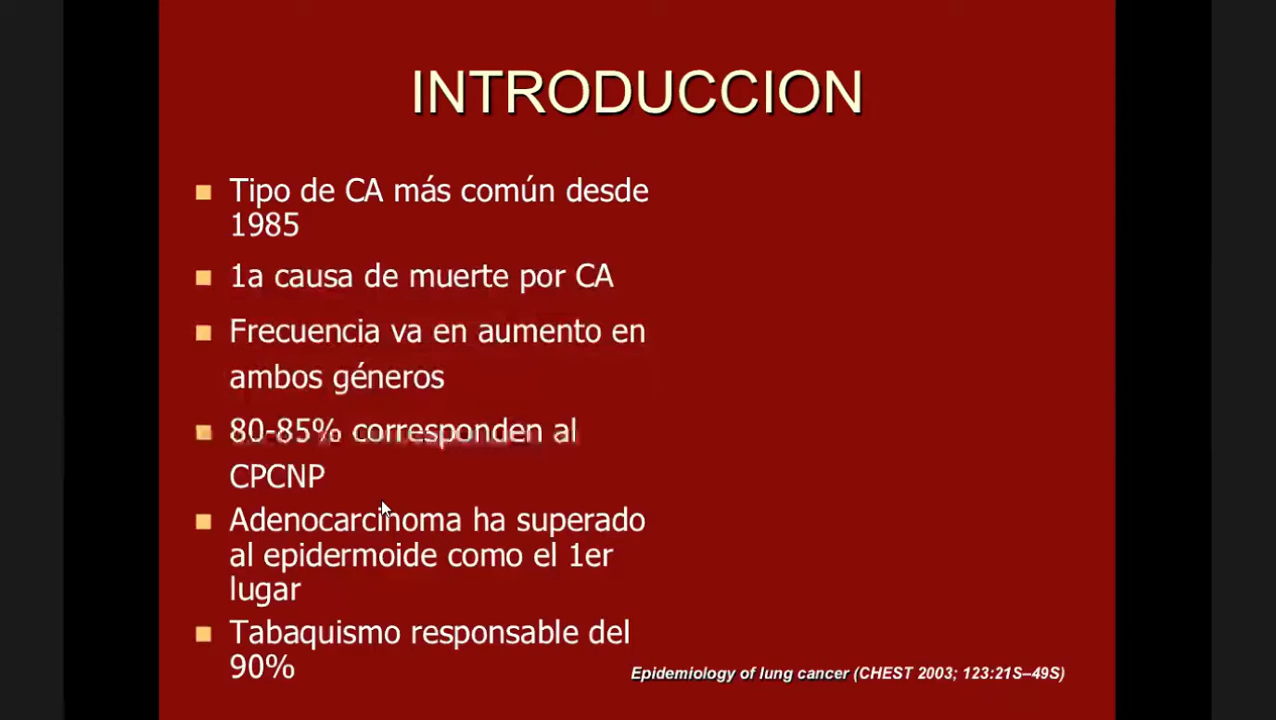 INTRODUCCION
Tipo de CA más común desde
1985
1a causa de muerte por CA
Frecuencia va en aumento en
ambos géneros
80-85% corresponden al
CPCNP
Adenocarcinoma ha superado
al epidermoide como el 1er
lugar
Tabaquismo responsable del
90%
Epidemiology of lung cancer (CHEST 2003; 123:21S–49S)